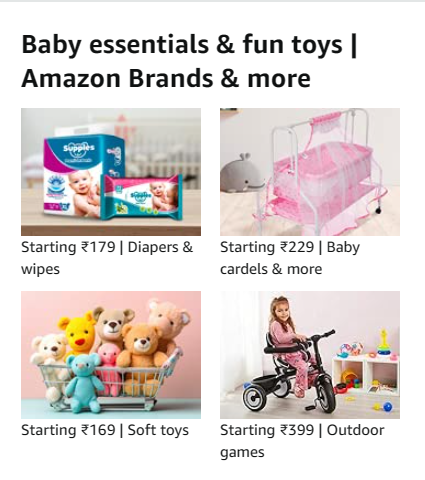 Baby essentials & fun toys |
Amazon Brands & more
Supples
Supples
Starting ₹179 | Diapers &
wipes
Starting ₹229 | Baby
cardels & more
Starting ₹169 | Soft toys
Starting ₹399 | Outdoor
games